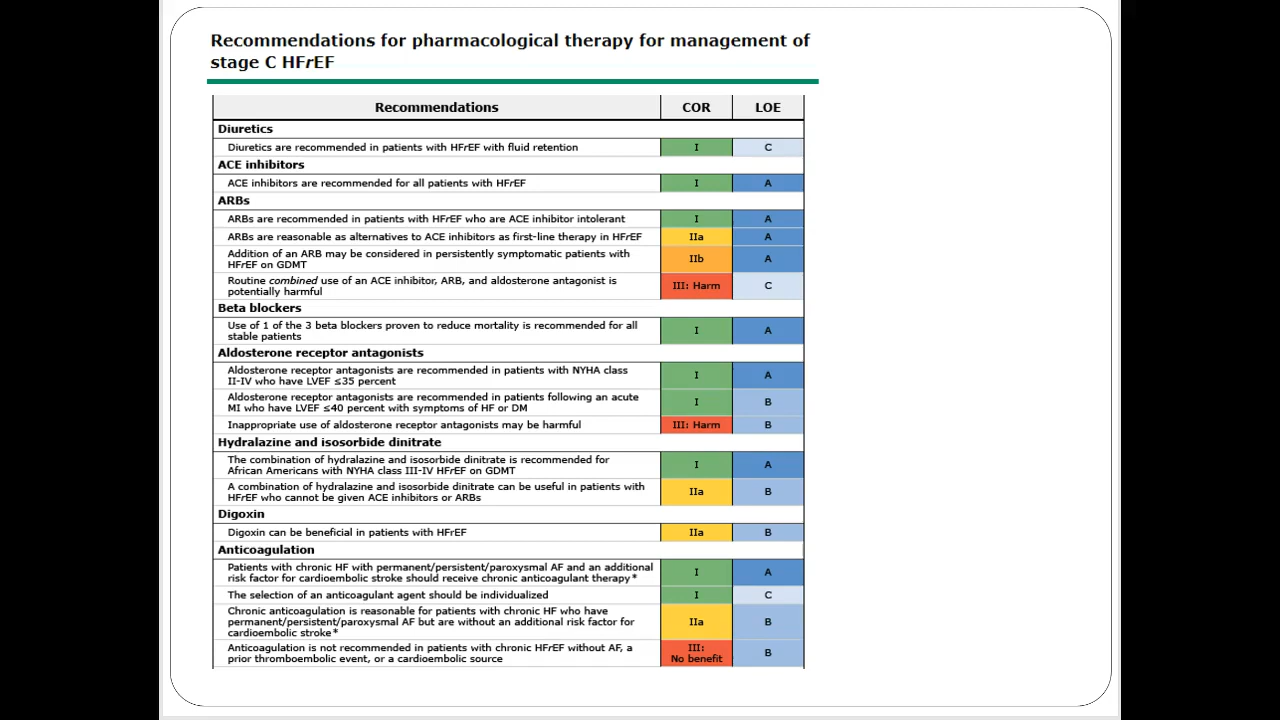 Recommendations for pharmacological therapy for management of
stage C HFrEF
Recommendations COR LOE
Diuretics
Diuretics are recommended in patients with HFrEF with fluid retention I C
ACE inhibitors
ACE inhibitors are recommended for all patients with HFrEF I A
ARBs
ARBs are recommended in patients with HFrEF who are ACE inhibitor intolerant I A
ARBs are reasonable as alternatives to ACE inhibitors as first-line therapy in HFrEF IIa A
Addition of an ARB may be considered in persistently symptomatic patients with
HFrEF on GDMT IIb A
Routine combined use of an ACE inhibitor, ARB, and aldosterone antagonist is
potentially harmful III: Harm C
Beta blockers
Use of 1 of the 3 beta blockers proven to reduce mortality is recommended for all
stable patients I A
Aldosterone receptor antagonists
Aldosterone receptor antagonists are recommended in patients with NYHA class
II-IV who have LVEF ≤35 percent I A
Aldosterone receptor antagonists are recommended in patients following an acute
MI who have LVEF ≤40 percent with symptoms of HF or DM I B
Inappropriate use of aldosterone receptor antagonists may be harmful III: Harm B
Hydralazine and isosorbide dinitrate
The combination of hydralazine and isosorbide dinitrate is recommended for
African Americans with NYHA class III-IV HFrEF on GDMT I A
A combination of hydralazine and isosorbide dinitrate can be useful in patients with
HFrEF who cannot be given ACE inhibitors or ARBs IIa B
Digoxin
Digoxin can be beneficial in patients with HFrEF IIa B
Anticoagulation
Patients with chronic HF with permanent/persistent/paroxysmal AF and an additional
risk factor for cardioembolic stroke should receive chronic anticoagulant therapy* I A
The selection of an anticoagulant agent should be individualized I C
Chronic anticoagulation is reasonable for patients with chronic HF who have
permanent/persistent/paroxysmal AF but are without an additional risk factor for
cardioembolic stroke* IIa B
Anticoagulation is not recommended in patients with chronic HFrEF without AF, a
prior thromboembolic event, or a cardioembolic source III:
No benefit B